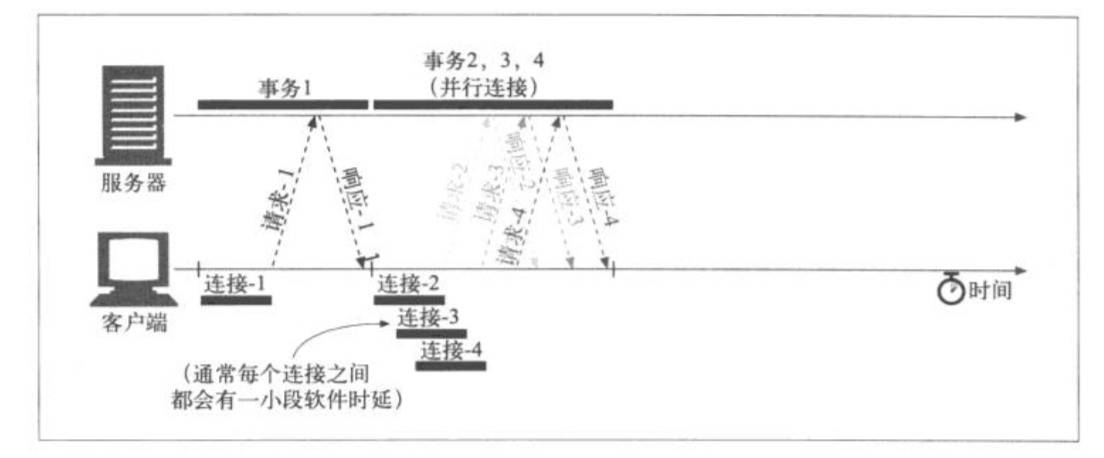 事务2，3，4
（并行连接）
事务1
服务器
请求-1
响应-1
请求-2
请求-3
响应-2
请求-4
响应-3
响应-4
连接-1
连接-2
连接-3
连接-4
时间
客户端
（通常每个连接之间
都会有一小段软件时延）